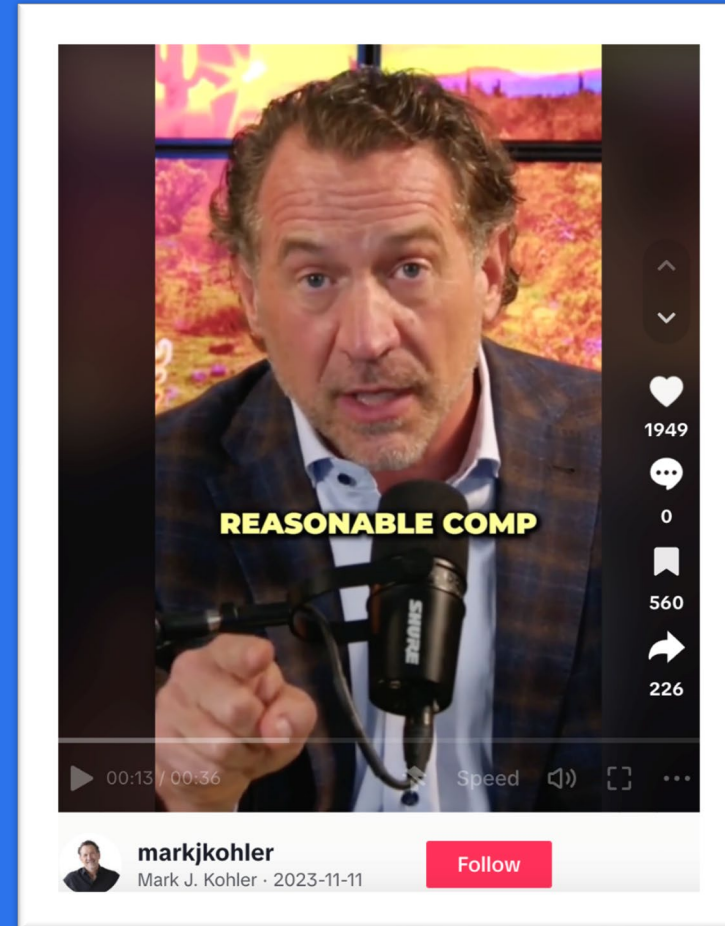 1949
REASONABLE COMP
0
560
SHURE
226
00:13 / 00:36
Speed
markjkohler
Mark J. Kohler · 2023-11-11
Follow